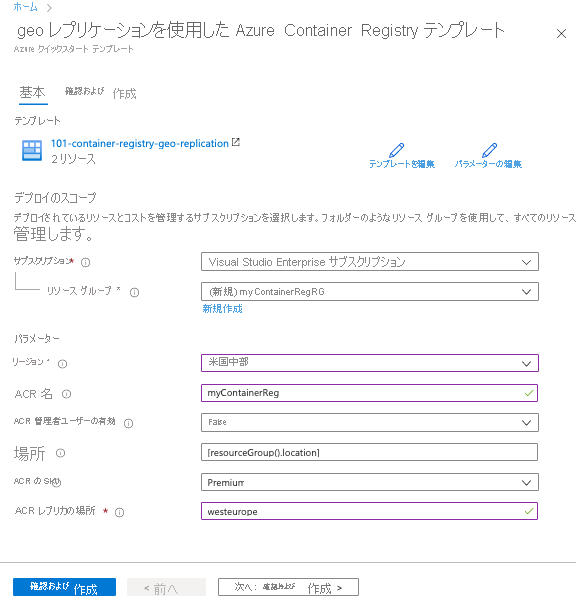 ホーム
geo レプリケーションを使用した Azure Container Registry テンプレート
Azure クイックスタート テンプレート
基本 確認および 作成
テンプレート
101-container-registry-geo-replication
2 リソース
テンプレートを編集 パラメーターの編集
デプロイのスコープ
デプロイされているリソースとコストを管理するサブスクリプションを選択します。フォルダーのようなリソース グループを使用して、すべてのリソース
管理します。
サブスクリプション* Visual Studio Enterprise サブスクリプション
リソース グループ * (新規) myContainerRegRG
新規作成
パラメーター
リージョン * 米国中部
ACR 名 myContainerReg
ACR 管理者ユーザーの有効 False
場所 [resourceGroup().location]
ACR の SKU Premium
ACR レプリカの場所 * westeurope
確認および 作成 < 前へ 次へ: 確認および 作成 >